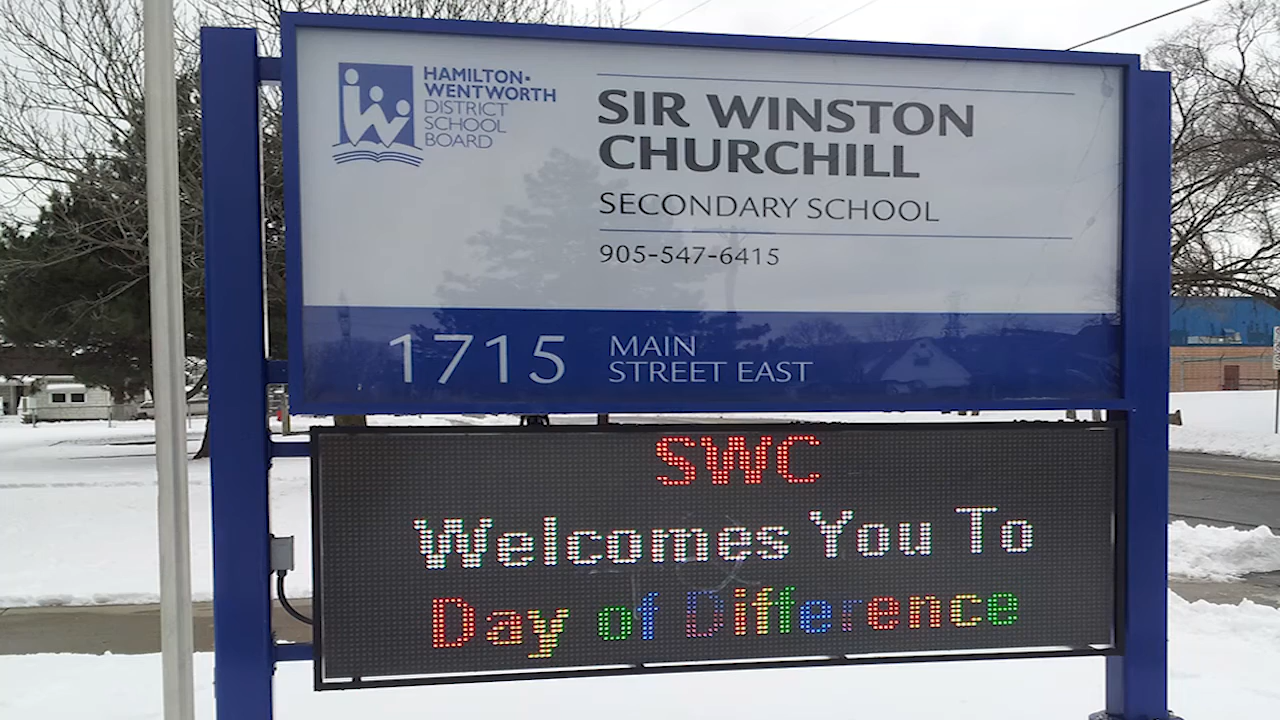 HAMILTON-
WENTWORTH
DISTRICT
SCHOOL
BOARD
SIR WINSTON
CHURCHILL
SECONDARY SCHOOL
905-547-6415
1715
MAIN
STREET EAST
SWC
Welcomes You To
Day of Difference